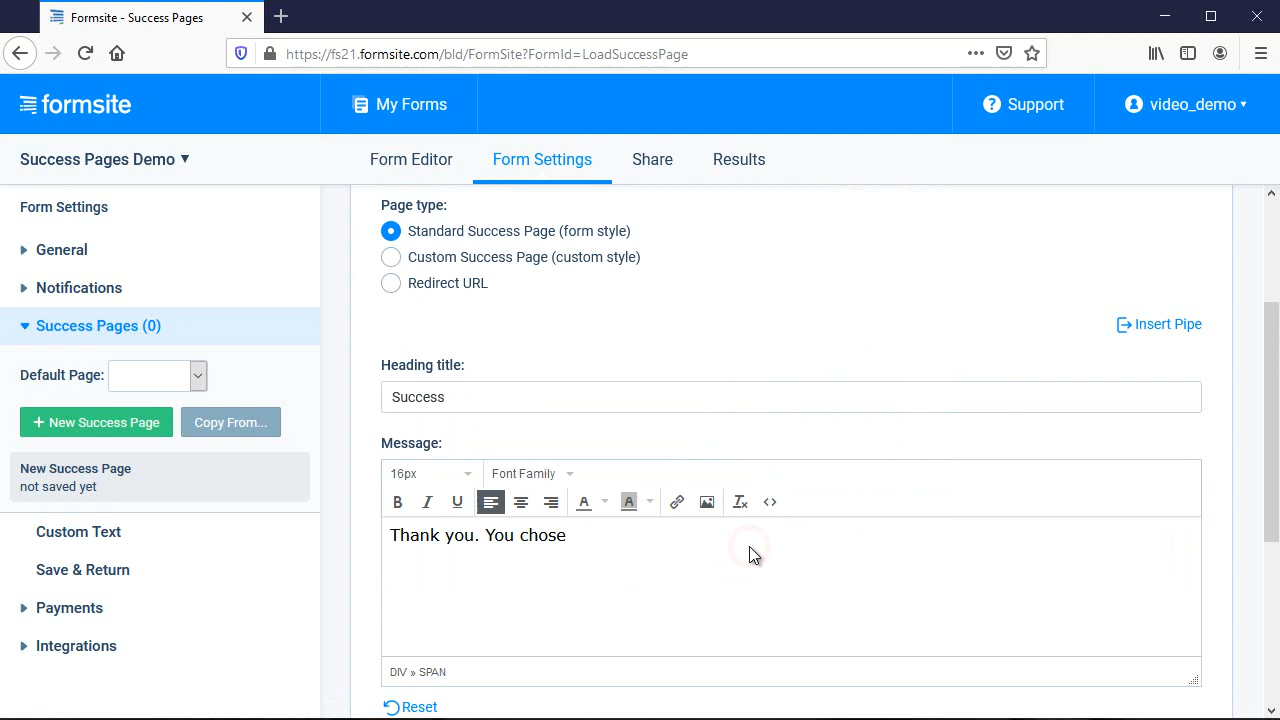 Formsite - Success Pages
https://fs21.formsite.com/bld/FormSite?FormId=LoadSuccessPage
formsite
My Forms
Support
video_demo
Success Pages Demo
Form Editor
Form Settings
Share
Results
Form Settings
General
Notifications
Success Pages (0)
Default Page:
+ New Success Page
Copy From...
New Success Page
not saved yet
Custom Text
Save & Return
Payments
Integrations
Page type:
Standard Success Page (form style)
Custom Success Page (custom style)
Redirect URL
Insert Pipe
Heading title:
Success
Message:
16px
Font Family
B I U A A
Thank you. You chose
DIV » SPAN
Reset